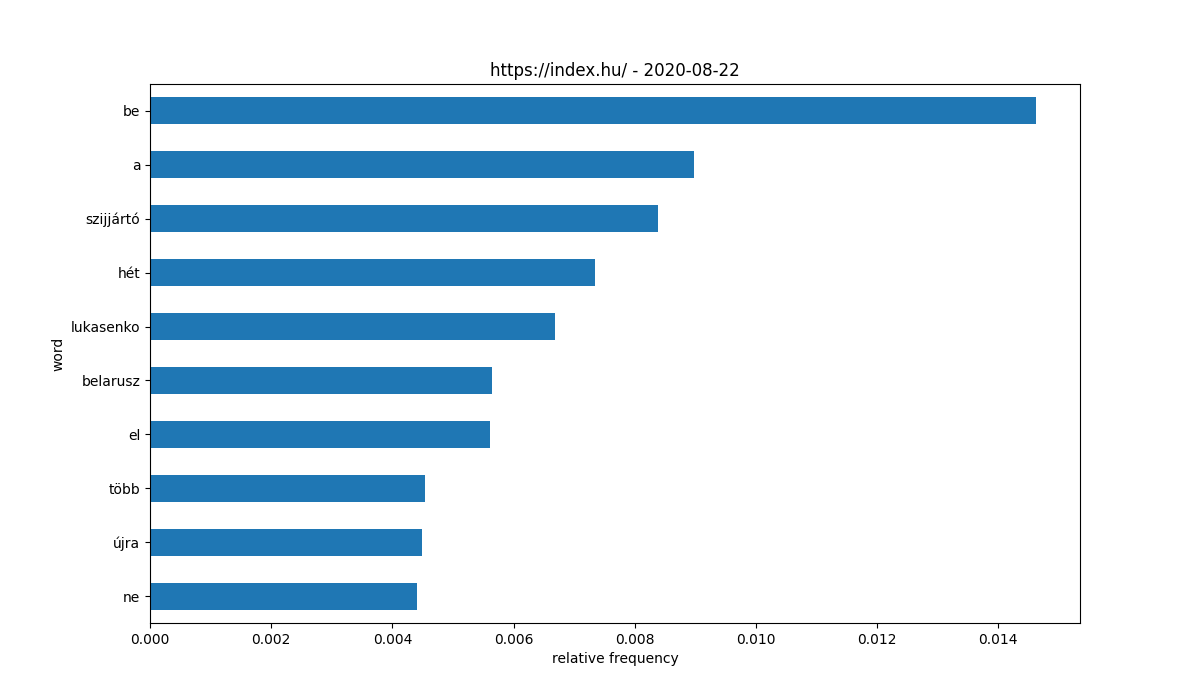 https://index.hu/ - 2020-08-22
be
a
szijjártó
hét
lukasenko
belarusz
el
több
újra
ne
word
0.000 0.002 0.004 0.006 0.008 0.010 0.012 0.014
relative frequency